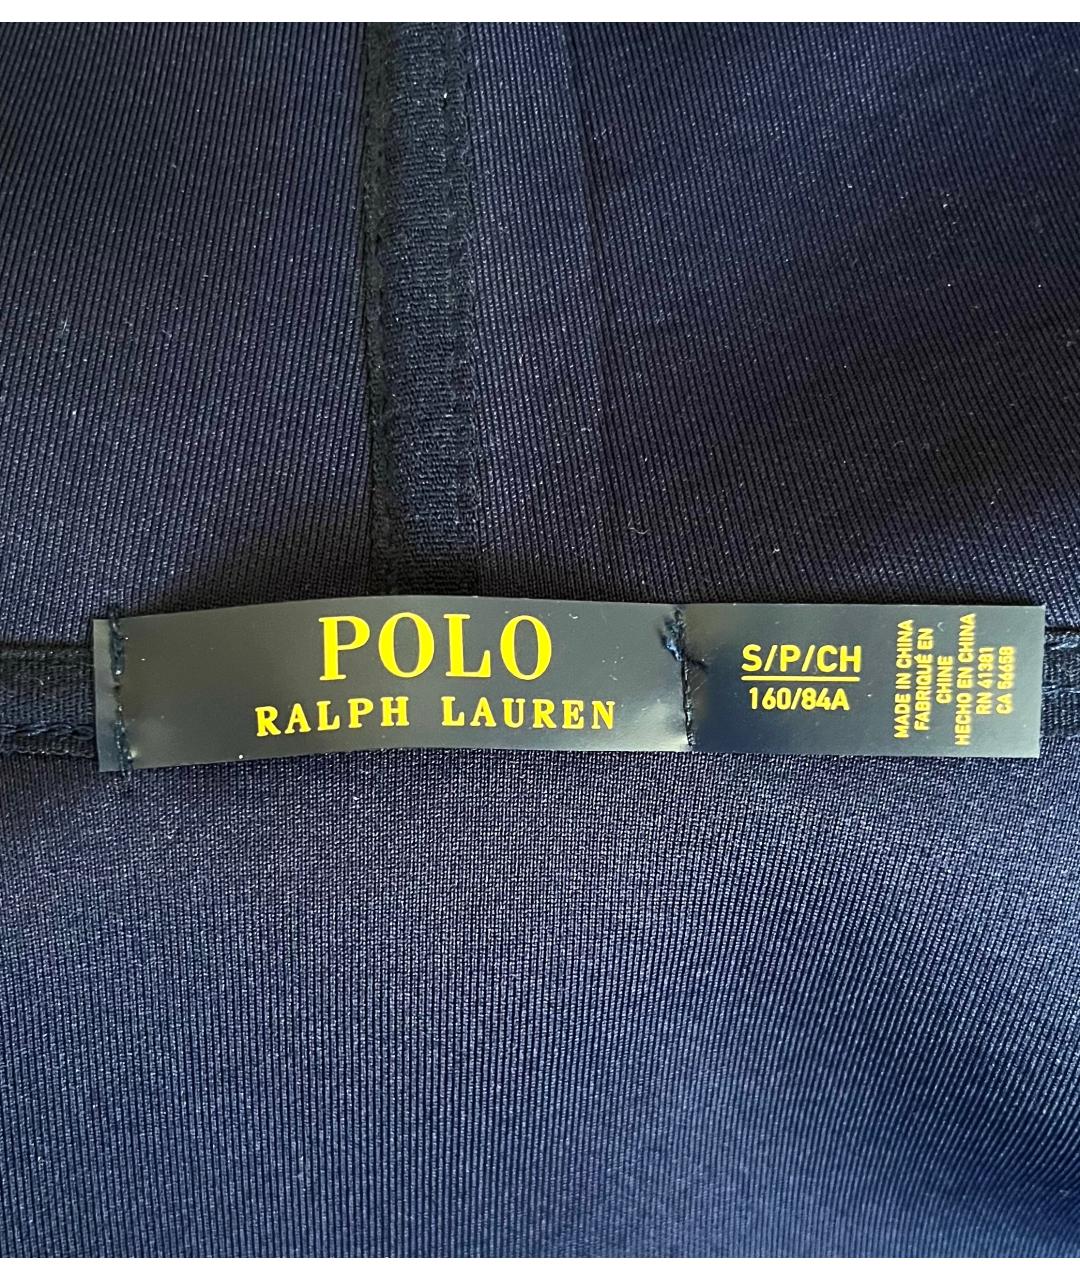 POLO
RALPH LAUREN
S/P/CH
160/84A
MADE IN CHINA
FABRIQUÉ EN
CHINE
HECHO EN CHINA
RN 41381
CA 56658